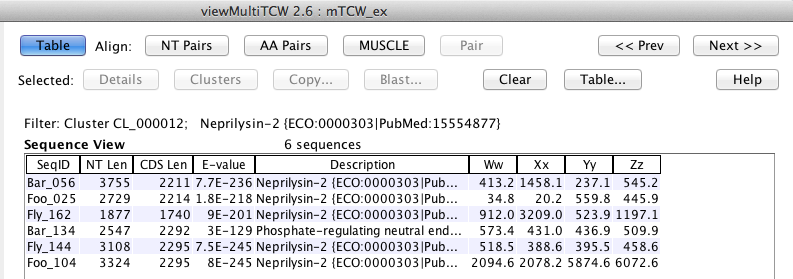 viewMultiTCW 2.6 : mTCW_ex
Table Align: NT Pairs AA Pairs MUSCLE Pair << Prev Next >>
Selected: Details Clusters Copy... Blast... Clear Table... Help
Filter: Cluster CL_000012; Neprilysin-2 {ECO:0000303|PubMed:15554877}
Sequence View 6 sequences
SeqID NT Len CDS Len E-value Description Ww Xx Yy Zz
Bar_056 3755 2211 7.7E-236 Neprilysin-2 {ECO:0000303|Pub... 413.2 1458.1 237.1 545.2
Foo_025 2729 2214 1.8E-218 Neprilysin-2 {ECO:0000303|Pub... 34.8 20.2 559.8 445.9
Fly_162 1877 1740 9E-201 Neprilysin-2 {ECO:0000303|Pub... 912.0 3209.0 523.9 1197.1
Bar_134 2547 2292 3E-129 Phosphate-regulating neutral end... 573.4 431.0 436.9 509.9
Fly_144 3108 2295 7.5E-245 Neprilysin-2 {ECO:0000303|Pub... 518.5 388.6 395.5 458.6
Foo_104 3324 2295 8E-245 Neprilysin-2 {ECO:0000303|Pub... 2094.6 2078.2 5874.6 6072.6